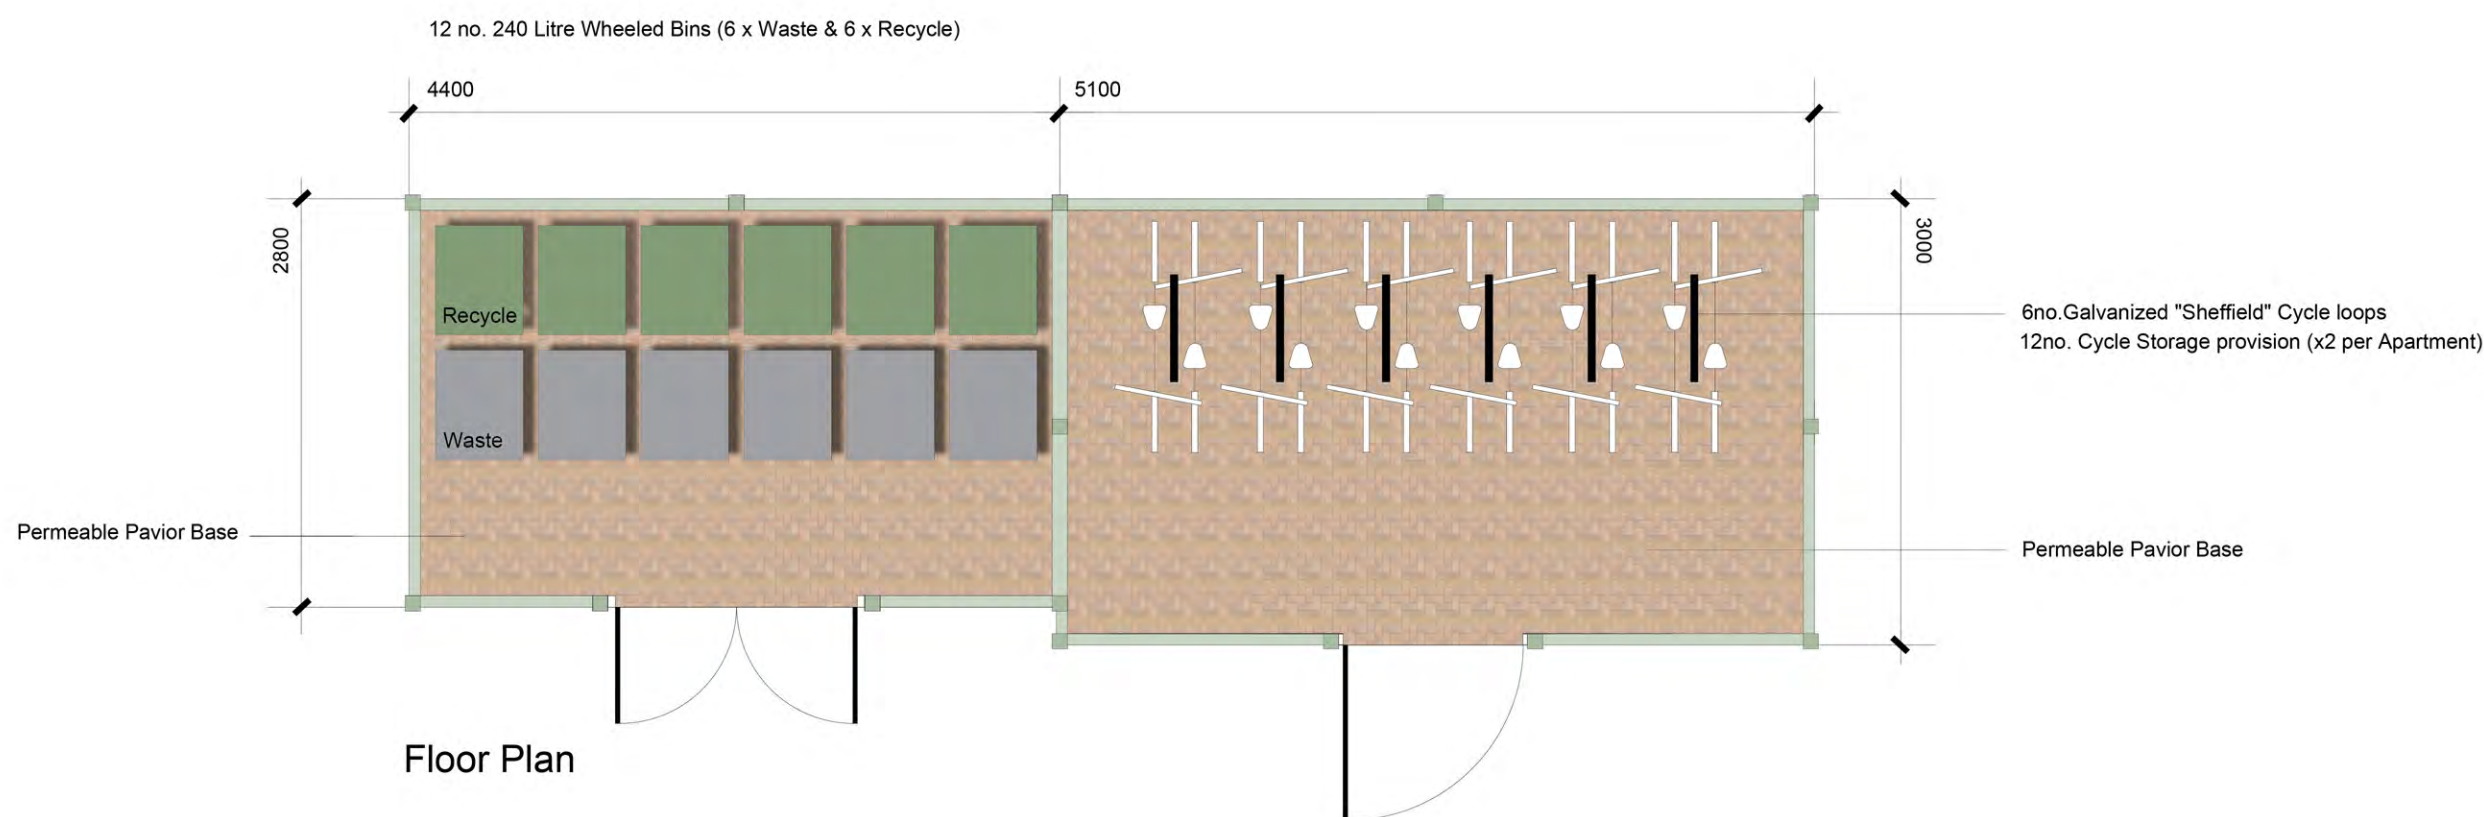 12 no. 240 Litre Wheeled Bins (6 x Waste & 6 x Recycle)
4400
5100
2800
3000
Recycle
6no.Galvanized "Sheffield" Cycle loops
12no. Cycle Storage provision (x2 per Apartment)
Waste
Permeable Pavior Base
Permeable Pavior Base
Floor Plan